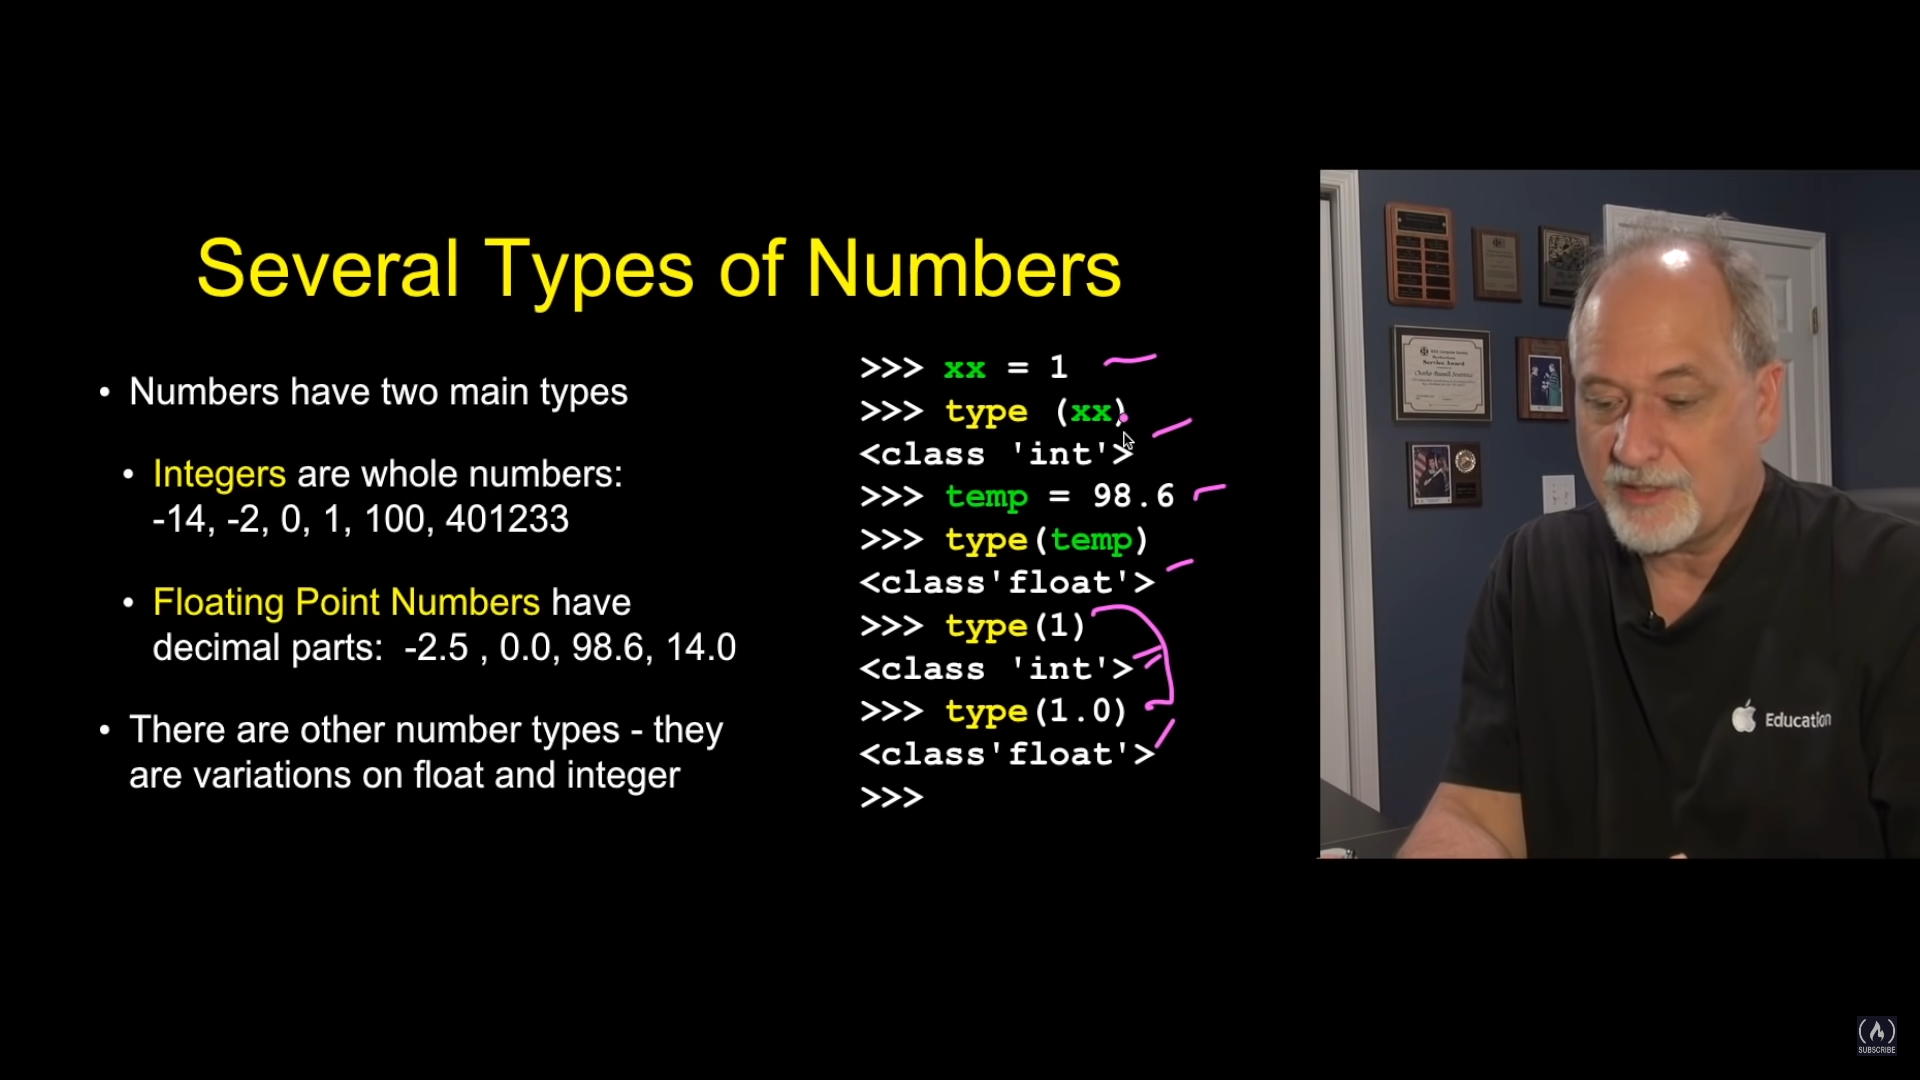 Several Types of Numbers
• Numbers have two main types
• Integers are whole numbers:
-14, -2, 0, 1, 100, 401233
• Floating Point Numbers have
decimal parts: -2.5 , 0.0, 98.6, 14.0
• There are other number types - they
are variations on float and integer
>>> xx = 1
>>> type (xx)
<class 'int'>
>>> temp = 98.6
>>> type(temp)
<class'float'>
>>> type(1)
<class 'int'>
>>> type(1.0)
<class'float'>
>>>
Service Award
Education
SUBSCRIBE